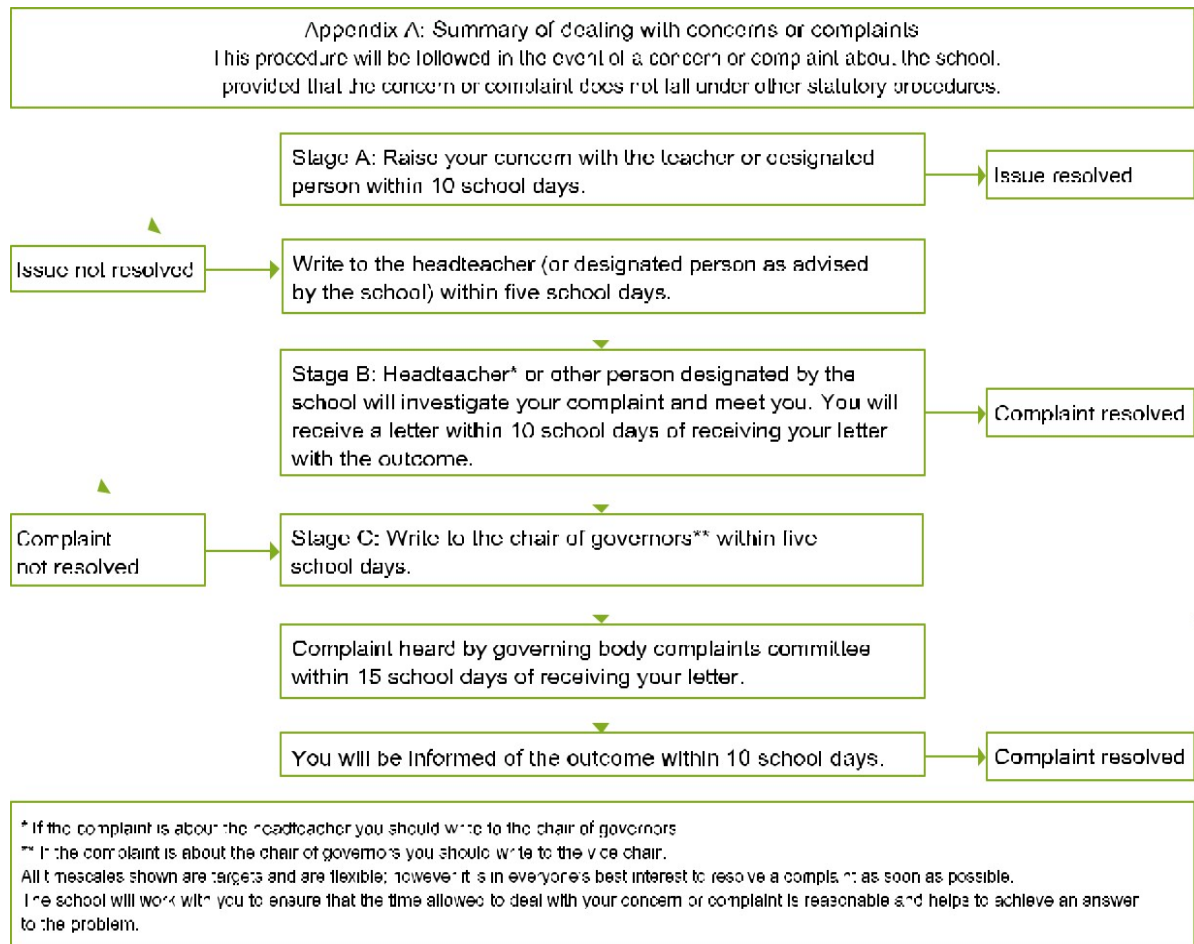 Appendix A: Summary of dealing with concerns or complaints
This procedure will be followed in the event of a concern or complaint about the school,
provided that the concern or complaint does not fall under other statutory procedures.
Stage A: Raise your concern with the teacher or designated
person within 10 school days.
Issue resolved
Issue not resolved
Write to the headteacher (or designated person as advised
by the school) within five school days.
Stage B: Headteacher* or other person designated by the
school will investigate your complaint and meet you. You will
receive a letter within 10 school days of receiving your letter
with the outcome.
Complaint resolved
Complaint
not resolved
Stage C: Write to the chair of governors** within five
school days.
Complaint heard by governing body complaints committee
within 15 school days of receiving your letter.
You will be informed of the outcome within 10 school days.
Complaint resolved
* If the complaint is about the headteacher you should write to the chair of governors
** If the complaint is about the chair of governors you should write to the vice chair.
All timescales shown are targets and are flexible; however it is in everyone's best interest to resolve a complaint as soon as possible.
The school will work with you to ensure that the time allowed to deal with your concern or complaint is reasonable and helps to achieve an answer
to the problem.